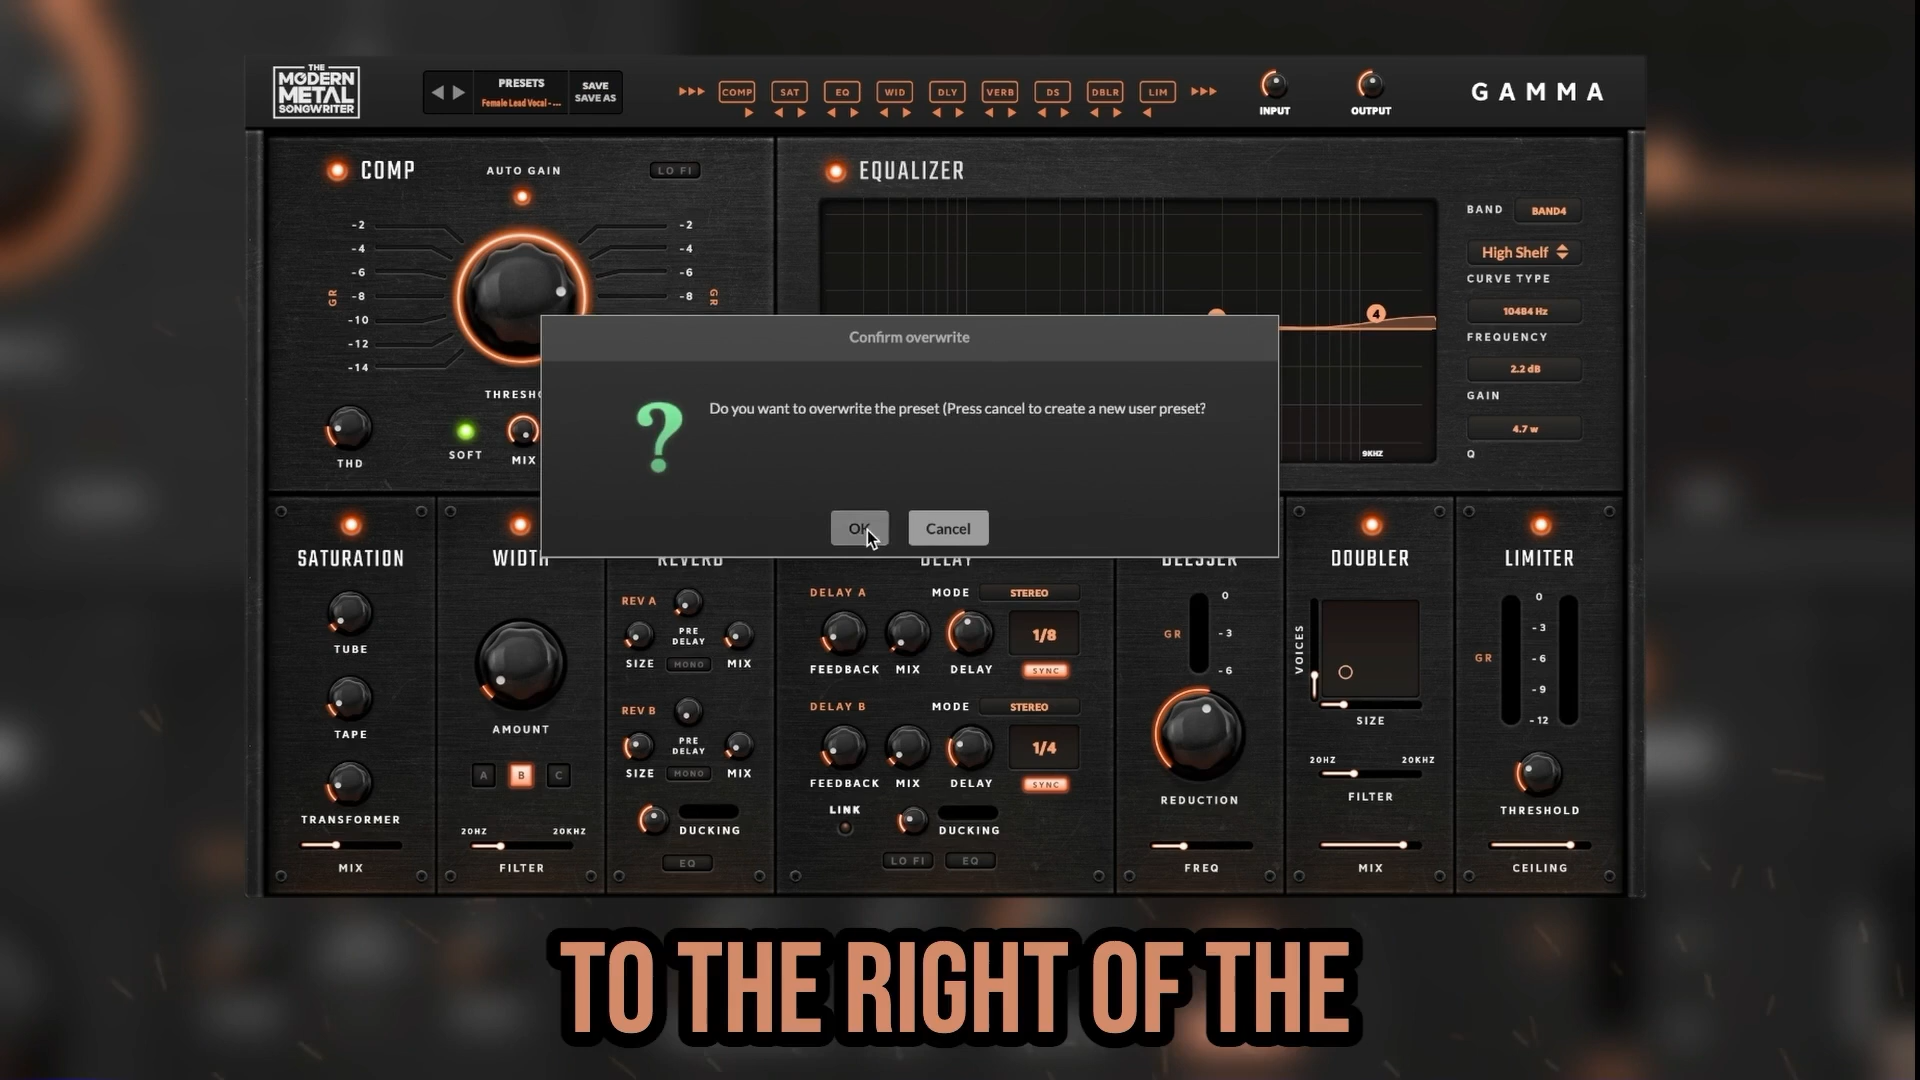 THE
MODERN
METAL
SONGWRITER
PRESETS
Female Lead Vocal - ...
SAVE
SAVE AS
COMP SAT EQ WID DLY VERB DS DBLR LIM
INPUT
OUTPUT
GAMMA
COMP
AUTO GAIN
LO FI
-2 -2
-4 -4
-6 -6
GR -8 -8 GR
-10
-12
-14
THRESHO
THD
SOFT
MIX
EQUALIZER
4
9KHZ
BAND BAND4
High Shelf
CURVE TYPE
10484 Hz
FREQUENCY
2.2 dB
GAIN
4.7 w
Q
Confirm overwrite
?
Do you want to overwrite the preset (Press cancel to create a new user preset?
OK
Cancel
SATURATION
TUBE
TAPE
TRANSFORMER
MIX
WIDTH
AMOUNT
A B C
20HZ 20KHZ
FILTER
REVERB
REV A
PRE
DELAY
SIZE MONO MIX
REV B
PRE
DELAY
SIZE MONO MIX
DUCKING
EQ
DELAY
DELAY A MODE STEREO
1/8
FEEDBACK MIX DELAY SYNC
DELAY B MODE STEREO
1/4
FEEDBACK MIX DELAY SYNC
LINK
DUCKING
LO FI EQ
DEESSER
0
GR -3
-6
REDUCTION
FREQ
DOUBLER
VOICES
SIZE
20HZ 20KHZ
FILTER
MIX
LIMITER
0
-3
GR -6
-9
-12
THRESHOLD
CEILING
TO THE RIGHT OF THE